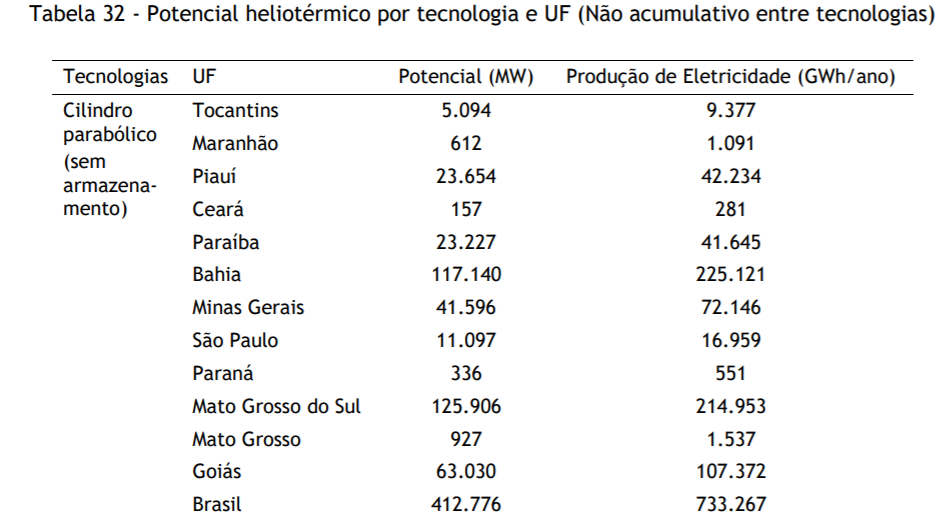 Tabela 32 - Potencial heliotérmico por tecnologia e UF (Não acumulativo entre tecnologias)
Tecnologias UF Potencial (MW) Produção de Eletricidade (GWh/ano)
Cilindro parabólico (sem armazena-mento) Tocantins 5.094 9.377
Maranhão 612 1.091
Piauí 23.654 42.234
Ceará 157 281
Paraíba 23.227 41.645
Bahia 117.140 225.121
Minas Gerais 41.596 72.146
São Paulo 11.097 16.959
Paraná 336 551
Mato Grosso do Sul 125.906 214.953
Mato Grosso 927 1.537
Goiás 63.030 107.372
Brasil 412.776 733.267